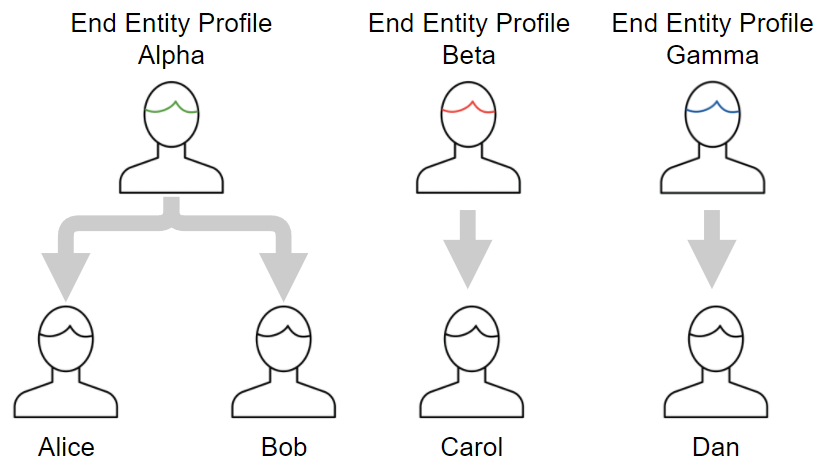 End Entity Profile
Alpha
End Entity Profile
Beta
End Entity Profile
Gamma
Alice
Bob
Carol
Dan